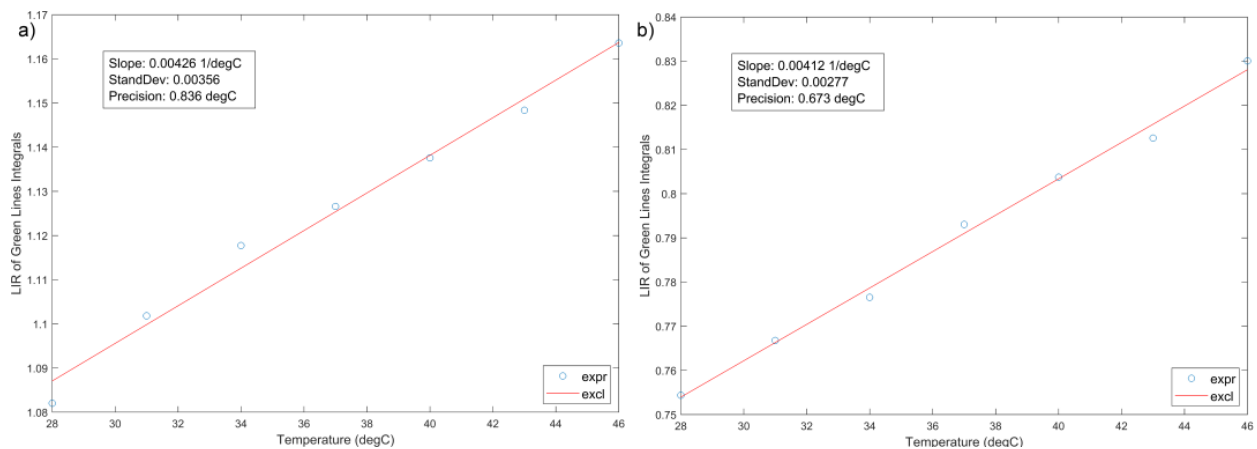 a)
Slope: 0.00426 1/degC
StandDev: 0.00356
Precision: 0.836 degC
LIR of Green Lines Integrals
1.17
1.16
1.15
1.14
1.13
1.12
1.11
1.1
1.09
1.08
28 30 32 34 36 38 40 42 44 46
Temperature (degC)
expr
excl
b)
Slope: 0.00412 1/degC
StandDev: 0.00277
Precision: 0.673 degC
LIR of Green Lines Integrals
0.84
0.83
0.82
0.81
0.8
0.79
0.78
0.77
0.76
0.75
28 30 32 34 36 38 40 42 44 46
Temperature (degC)
expr
excl